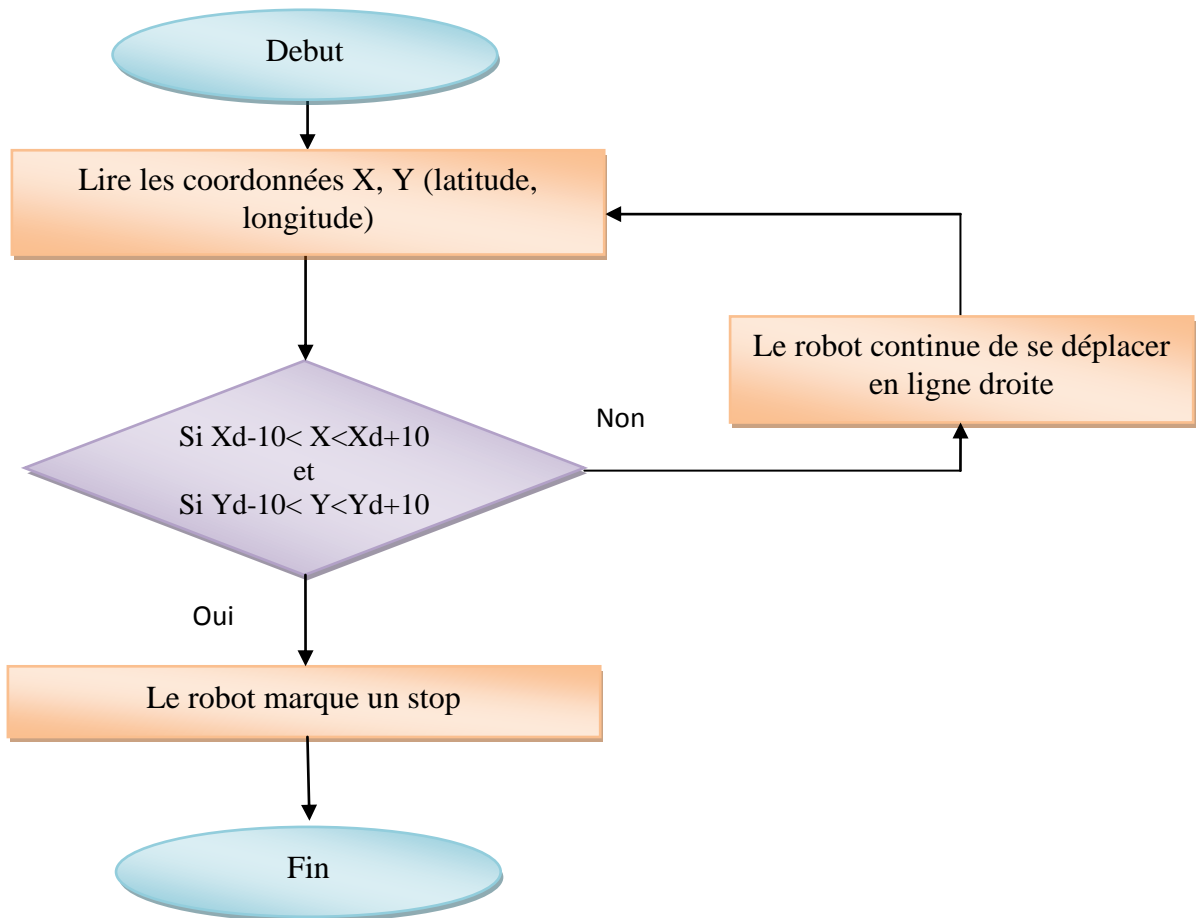 Debut
Lire les coordonnées X, Y (latitude,
longitude)
Le robot continue de se déplacer
en ligne droite
Non
Si Xd-10< X<Xd+10
et
Si Yd-10< Y<Yd+10
Oui
Le robot marque un stop
Fin